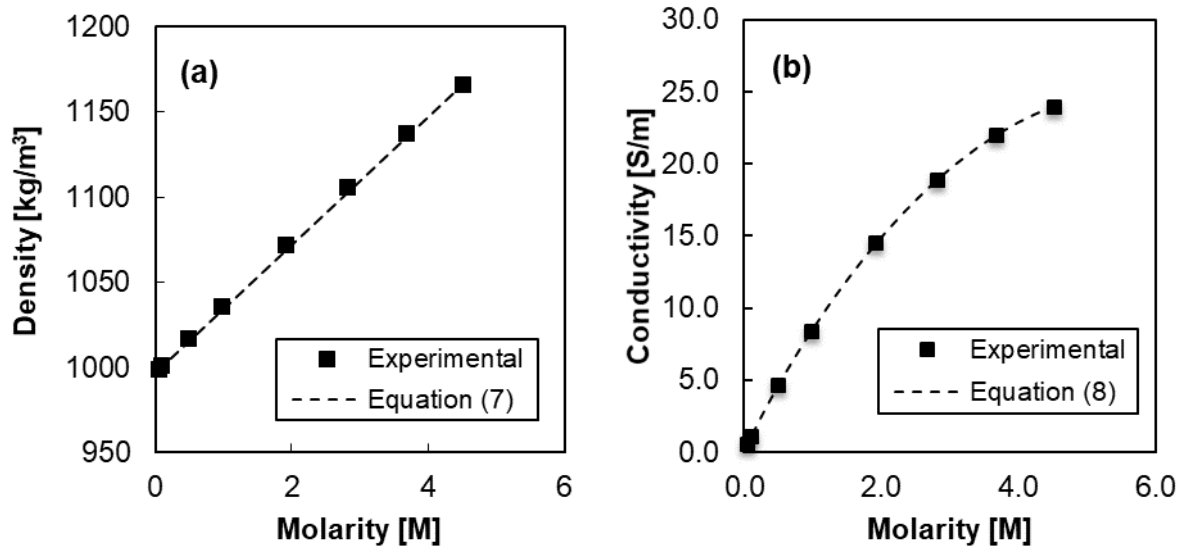 (a)
Density [kg/m³]
1200
1150
1100
1050
1000
950
0 2 4 6
Molarity [M]
Experimental
Equation (7)
(b)
Conductivity [S/m]
30.0
25.0
20.0
15.0
10.0
5.0
0.0
0.0 2.0 4.0 6.0
Molarity [M]
Experimental
Equation (8)